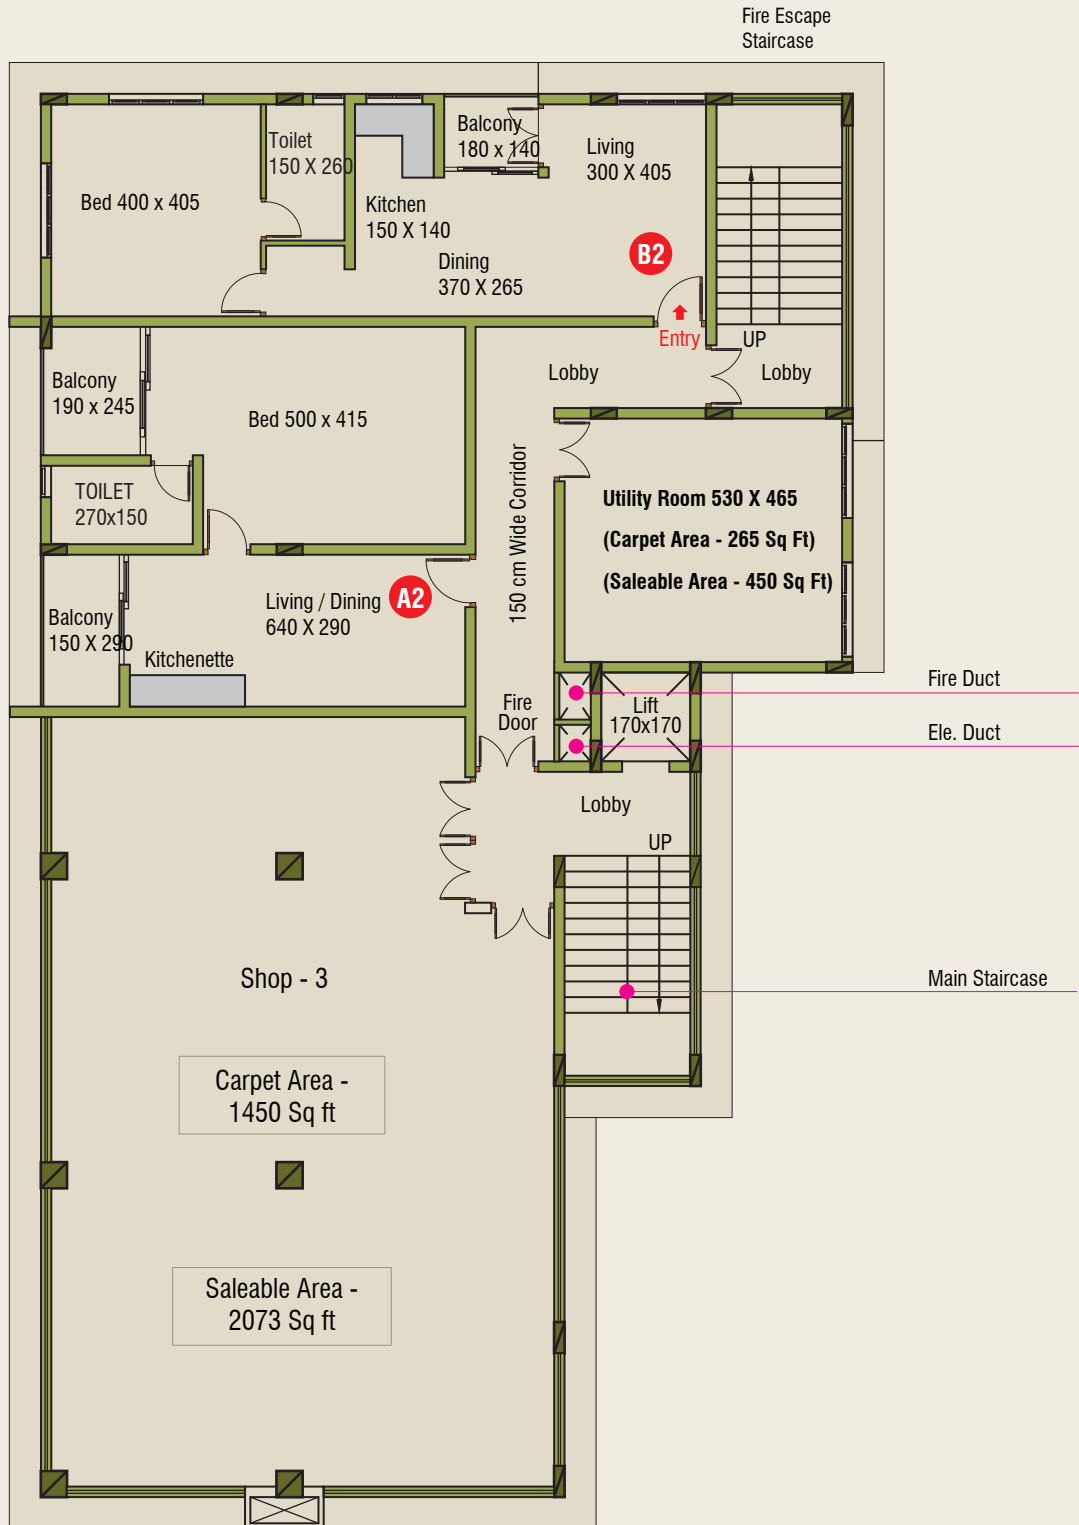 Fire Escape
Staircase
Balcony
180 x 140
Living
300 X 405
Toilet
150 X 260
Bed 400 x 405
Kitchen
150 X 140
Dining
370 X 265
B2
Entry
UP
Lobby
Lobby
Balcony
190 x 245
Bed 500 x 415
TOILET
270x150
150 cm Wide Corridor
Utility Room 530 X 465
(Carpet Area - 265 Sq Ft)
(Saleable Area - 450 Sq Ft)
Living / Dining
640 X 290
A2
Balcony
150 X 290
Kitchenette
Fire
Door
Lift
170x170
Fire Duct
Ele. Duct
Lobby
UP
Shop - 3
Main Staircase
Carpet Area -
1450 Sq ft
Saleable Area -
2073 Sq ft